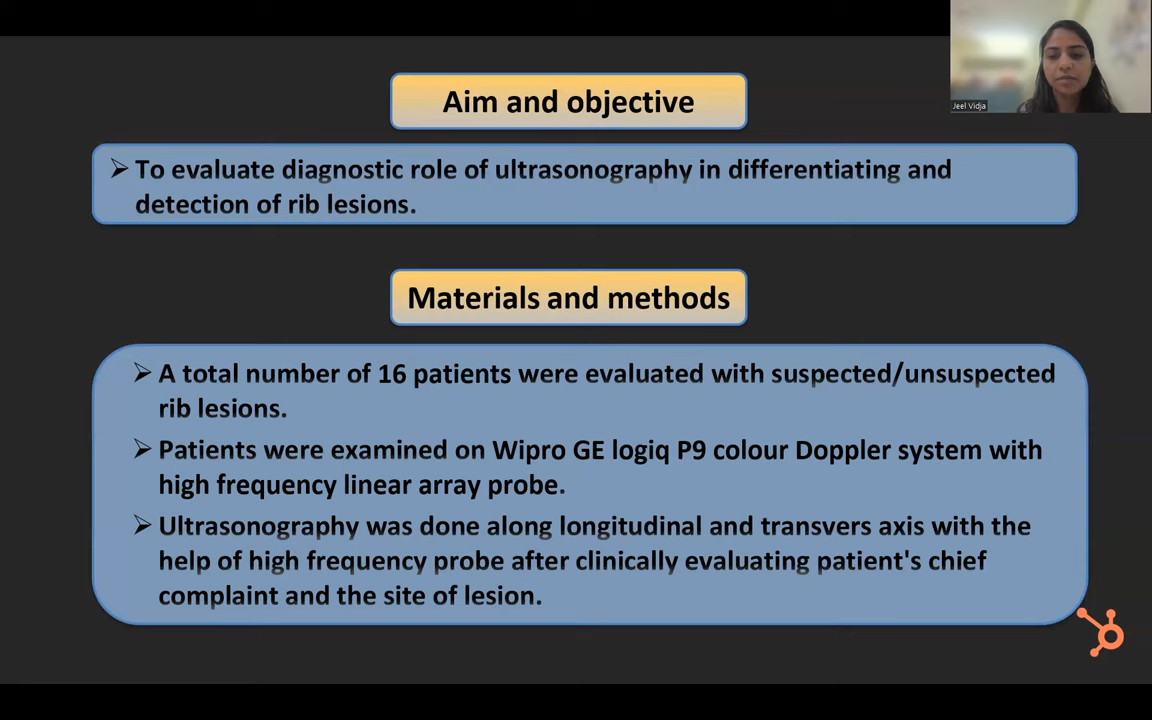 Aim and objective
Jeel Vidja
➢ To evaluate diagnostic role of ultrasonography in differentiating and
detection of rib lesions.
Materials and methods
➢ A total number of 16 patients were evaluated with suspected/unsuspected
rib lesions.
➢ Patients were examined on Wipro GE logiq P9 colour Doppler system with
high frequency linear array probe.
➢ Ultrasonography was done along longitudinal and transvers axis with the
help of high frequency probe after clinically evaluating patient's chief
complaint and the site of lesion.